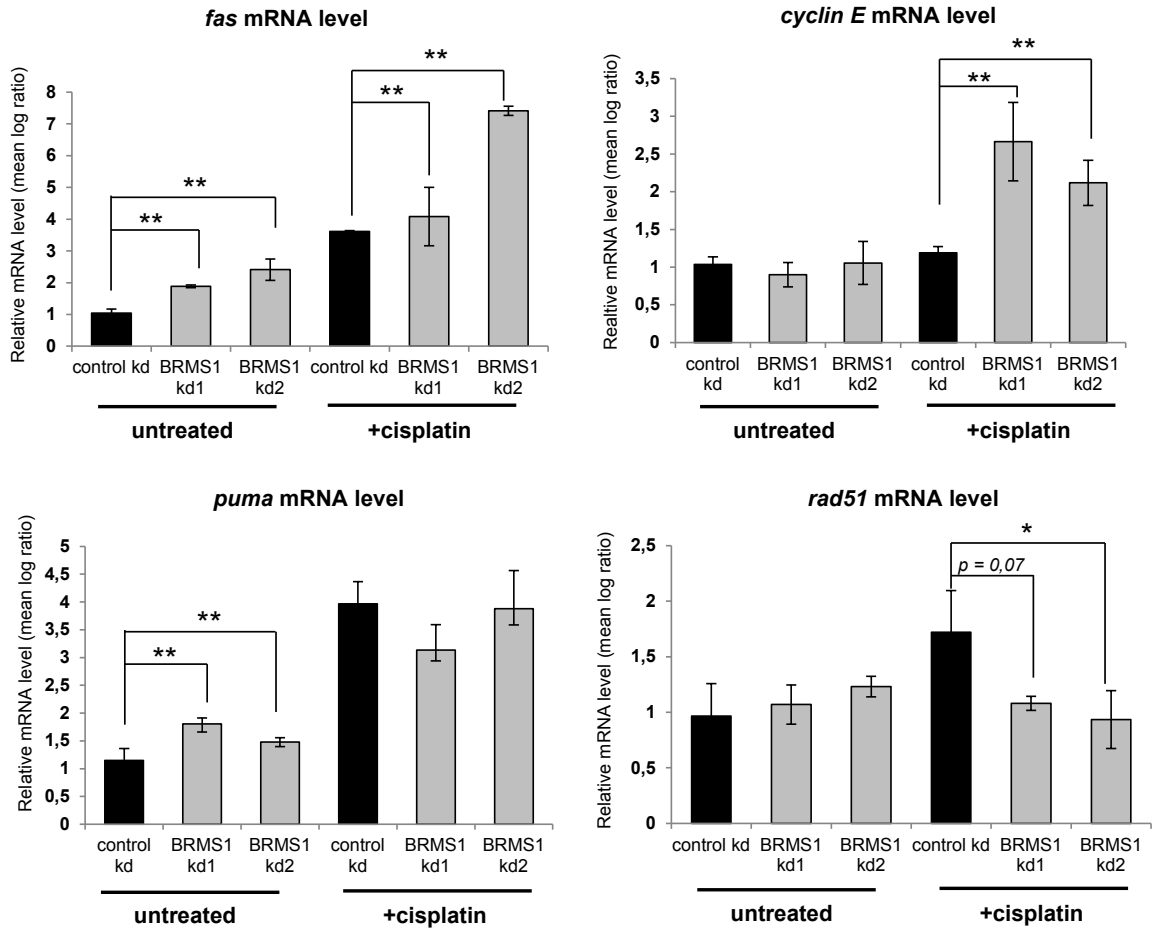 fas mRNA level
Relative mRNA level (mean log ratio)
8
7
6
5
4
3
2
1
0
**
**
**
**
control kd
BRMS1 kd1
BRMS1 kd2
control kd
BRMS1 kd1
BRMS1 kd2
untreated
+cisplatin
cyclin E mRNA level
Realtive mRNA level (mean log ratio)
3,5
3
2,5
2
1,5
1
0,5
0
**
**
control kd
BRMS1 kd1
BRMS1 kd2
control kd
BRMS1 kd1
BRMS1 kd2
untreated
+cisplatin
puma mRNA level
Relative mRNA level (mean log ratio)
5
4,5
4
3,5
3
2,5
2
1,5
1
0,5
0
**
**
control kd
BRMS1 kd1
BRMS1 kd2
control kd
BRMS1 kd1
BRMS1 kd2
untreated
+cisplatin
rad51 mRNA level
Relative mRNA level (mean log ratio)
2,5
2
1,5
1
0,5
0
*
p = 0,07
control kd
BRMS1 kd1
BRMS1 kd2
control kd
BRMS1 kd1
BRMS1 kd2
untreated
+cisplatin